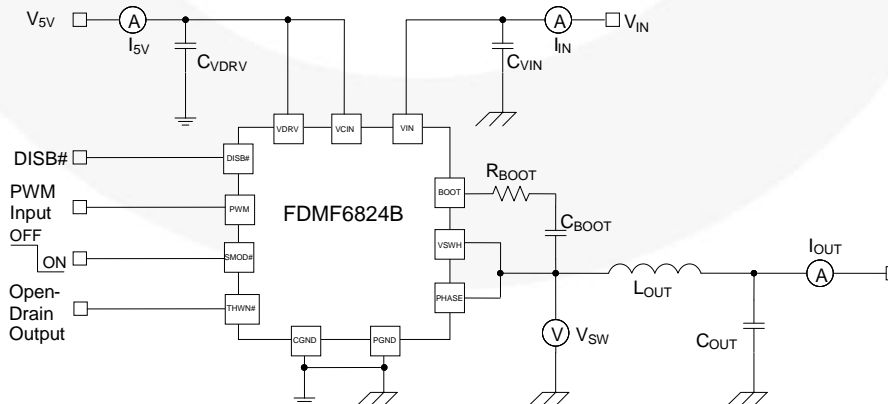 V5V
A
I5V
CVDRV
CVIN
A
IIN
VIN
VDRV
VCIN
VIN
DISB#
DISB#
PWM
Input
PWM
OFF
ON
SMOD#
Open-
Drain
Output
THWN#
FDMF6824B
BOOT
RBOOT
CBOOT
VSWH
PHASE
LOUT
IOUT
A
V
VSW
COUT
CGND
PGND